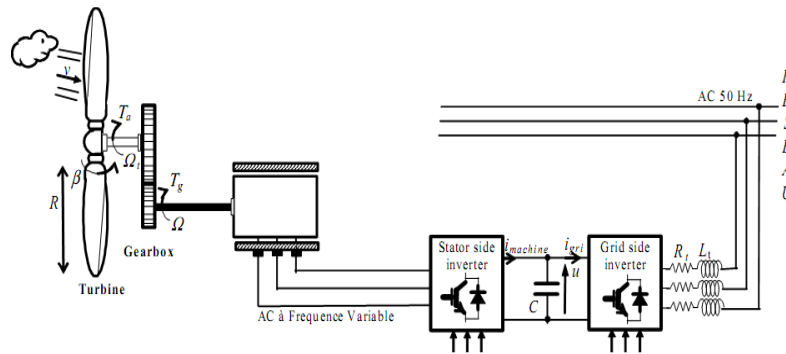 AC 50 Hz
v
T_a
Ω_t
β
T_g
R
Ω
Gearbox
Turbine
Stator side
inverter
i_machine
i_gri
Grid side
inverter
R_t
L_t
u
C
AC à Frequence Variable